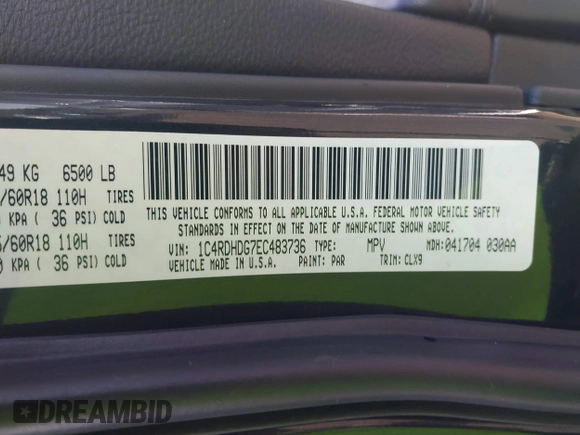 49 KG 6500 LB
/60R18 110H TIRES
KPA ( 36 PSI) COLD
/60R18 110H TIRES
KPA ( 36 PSI) COLD
THIS VEHICLE CONFORMS TO ALL APPLICABLE U.S.A. FEDERAL MOTOR VEHICLE SAFETY
STANDARDS IN EFFECT ON THE DATE OF MANUFACTURE SHOWN ABOVE.
VIN: 1C4RDHDG7EC483736 TYPE: MPV MDH: 041704 030AA
VEHICLE MADE IN U.S.A. PAINT: PAR TRIM: CLX9
DREAMBID